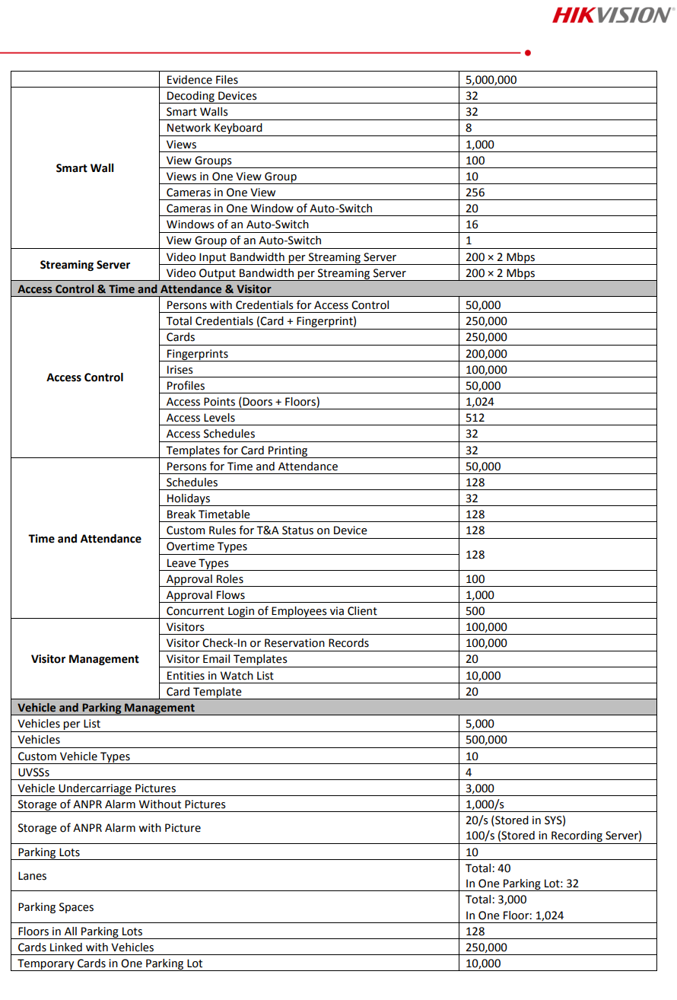 HIKVISION®
Evidence Files 5,000,000
Smart Wall
Decoding Devices 32
Smart Walls 32
Network Keyboard 8
Views 1,000
View Groups 100
Views in One View Group 10
Cameras in One View 256
Cameras in One Window of Auto-Switch 20
Windows of an Auto-Switch 16
View Group of an Auto-Switch 1
Streaming Server
Video Input Bandwidth per Streaming Server 200 × 2 Mbps
Video Output Bandwidth per Streaming Server 200 × 2 Mbps
Access Control & Time and Attendance & Visitor
Access Control
Persons with Credentials for Access Control 50,000
Total Credentials (Card + Fingerprint) 250,000
Cards 250,000
Fingerprints 200,000
Irises 100,000
Profiles 50,000
Access Points (Doors + Floors) 1,024
Access Levels 512
Access Schedules 32
Templates for Card Printing 32
Time and Attendance
Persons for Time and Attendance 50,000
Schedules 128
Holidays 32
Break Timetable 128
Custom Rules for T&A Status on Device 128
Overtime Types
128
Leave Types
Approval Roles 100
Approval Flows 1,000
Concurrent Login of Employees via Client 500
Visitor Management
Visitors 100,000
Visitor Check-In or Reservation Records 100,000
Visitor Email Templates 20
Entities in Watch List 10,000
Card Template 20
Vehicle and Parking Management
Vehicles per List 5,000
Vehicles 500,000
Custom Vehicle Types 10
UVSSs 4
Vehicle Undercarriage Pictures 3,000
Storage of ANPR Alarm Without Pictures 1,000/s
Storage of ANPR Alarm with Picture
20/s (Stored in SYS)
100/s (Stored in Recording Server)
Parking Lots 10
Lanes
Total: 40
In One Parking Lot: 32
Parking Spaces
Total: 3,000
In One Floor: 1,024
Floors in All Parking Lots 128
Cards Linked with Vehicles 250,000
Temporary Cards in One Parking Lot 10,000